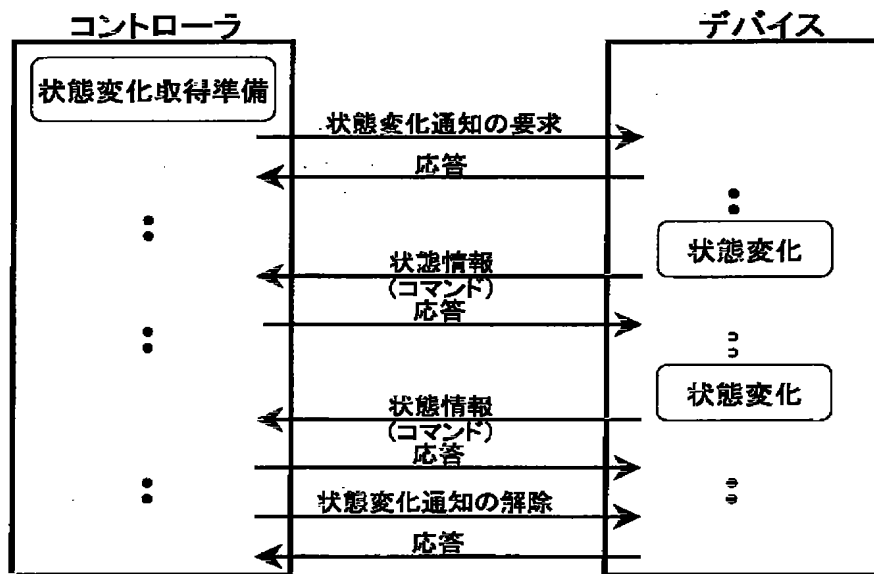 コントローラ
デバイス
状態変化取得準備
状態変化通知の要求
応答
状態変化
状態情報
(コマンド)
応答
状態変化
状態情報
(コマンド)
応答
状態変化通知の解除
応答